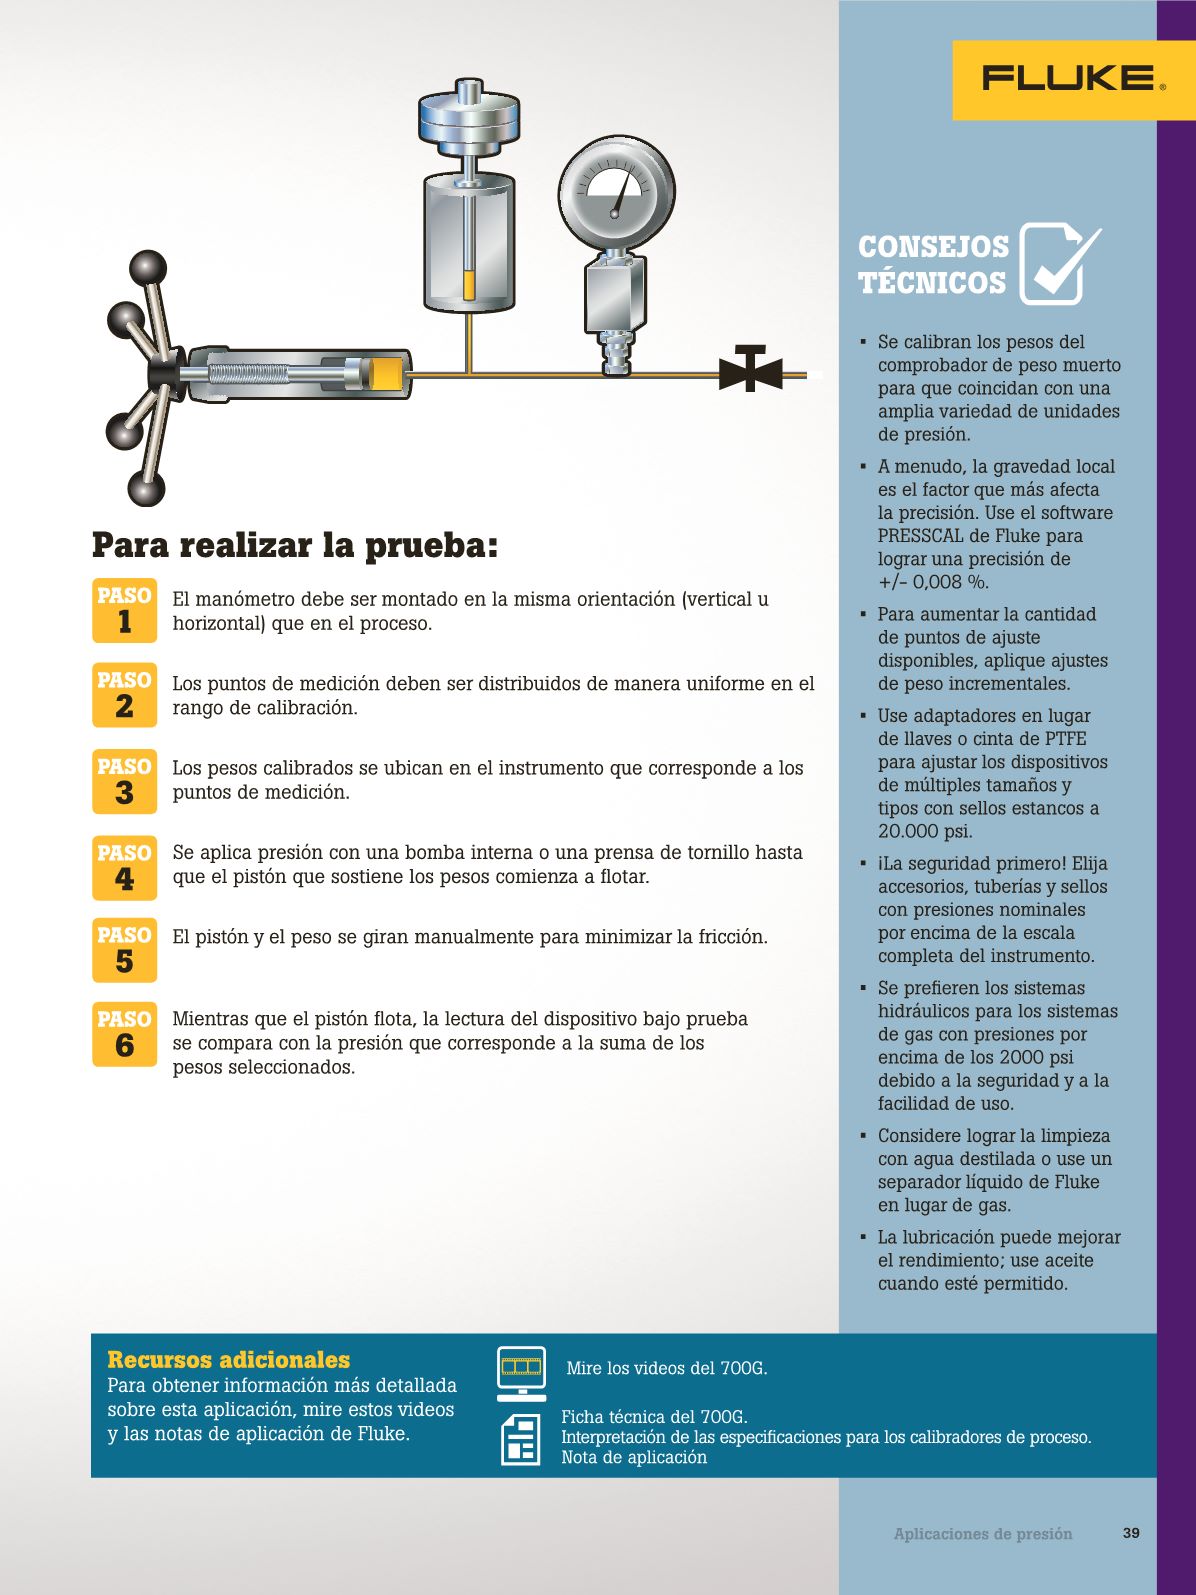 FLUKE®
CONSEJOS
TÉCNICOS
▪ Se calibran los pesos del
comprobador de peso muerto
para que coincidan con una
amplia variedad de unidades
de presión.
▪ A menudo, la gravedad local
es el factor que más afecta
la precisión. Use el software
PRESSCAL de Fluke para
lograr una precisión de
+/– 0,008 %.
▪ Para aumentar la cantidad
de puntos de ajuste
disponibles, aplique ajustes
de peso incrementales.
▪ Use adaptadores en lugar
de llaves o cinta de PTFE
para ajustar los dispositivos
de múltiples tamaños y
tipos con sellos estancos a
20.000 psi.
▪ ¡La seguridad primero! Elija
accesorios, tuberías y sellos
con presiones nominales
por encima de la escala
completa del instrumento.
▪ Se prefieren los sistemas
hidráulicos para los sistemas
de gas con presiones por
encima de los 2000 psi
debido a la seguridad y a la
facilidad de uso.
▪ Considere lograr la limpieza
con agua destilada o use un
separador líquido de Fluke
en lugar de gas.
▪ La lubricación puede mejorar
el rendimiento; use aceite
cuando esté permitido.
Para realizar la prueba:
PASO
1
El manómetro debe ser montado en la misma orientación (vertical u
horizontal) que en el proceso.
PASO
2
Los puntos de medición deben ser distribuidos de manera uniforme en el
rango de calibración.
PASO
3
Los pesos calibrados se ubican en el instrumento que corresponde a los
puntos de medición.
PASO
4
Se aplica presión con una bomba interna o una prensa de tornillo hasta
que el pistón que sostiene los pesos comienza a flotar.
PASO
5
El pistón y el peso se giran manualmente para minimizar la fricción.
PASO
6
Mientras que el pistón flota, la lectura del dispositivo bajo prueba
se compara con la presión que corresponde a la suma de los
pesos seleccionados.
Recursos adicionales
Para obtener información más detallada
sobre esta aplicación, mire estos videos
y las notas de aplicación de Fluke.
Mire los videos del 700G.
Ficha técnica del 700G.
Interpretación de las especificaciones para los calibradores de proceso.
Nota de aplicación
Aplicaciones de presión 39